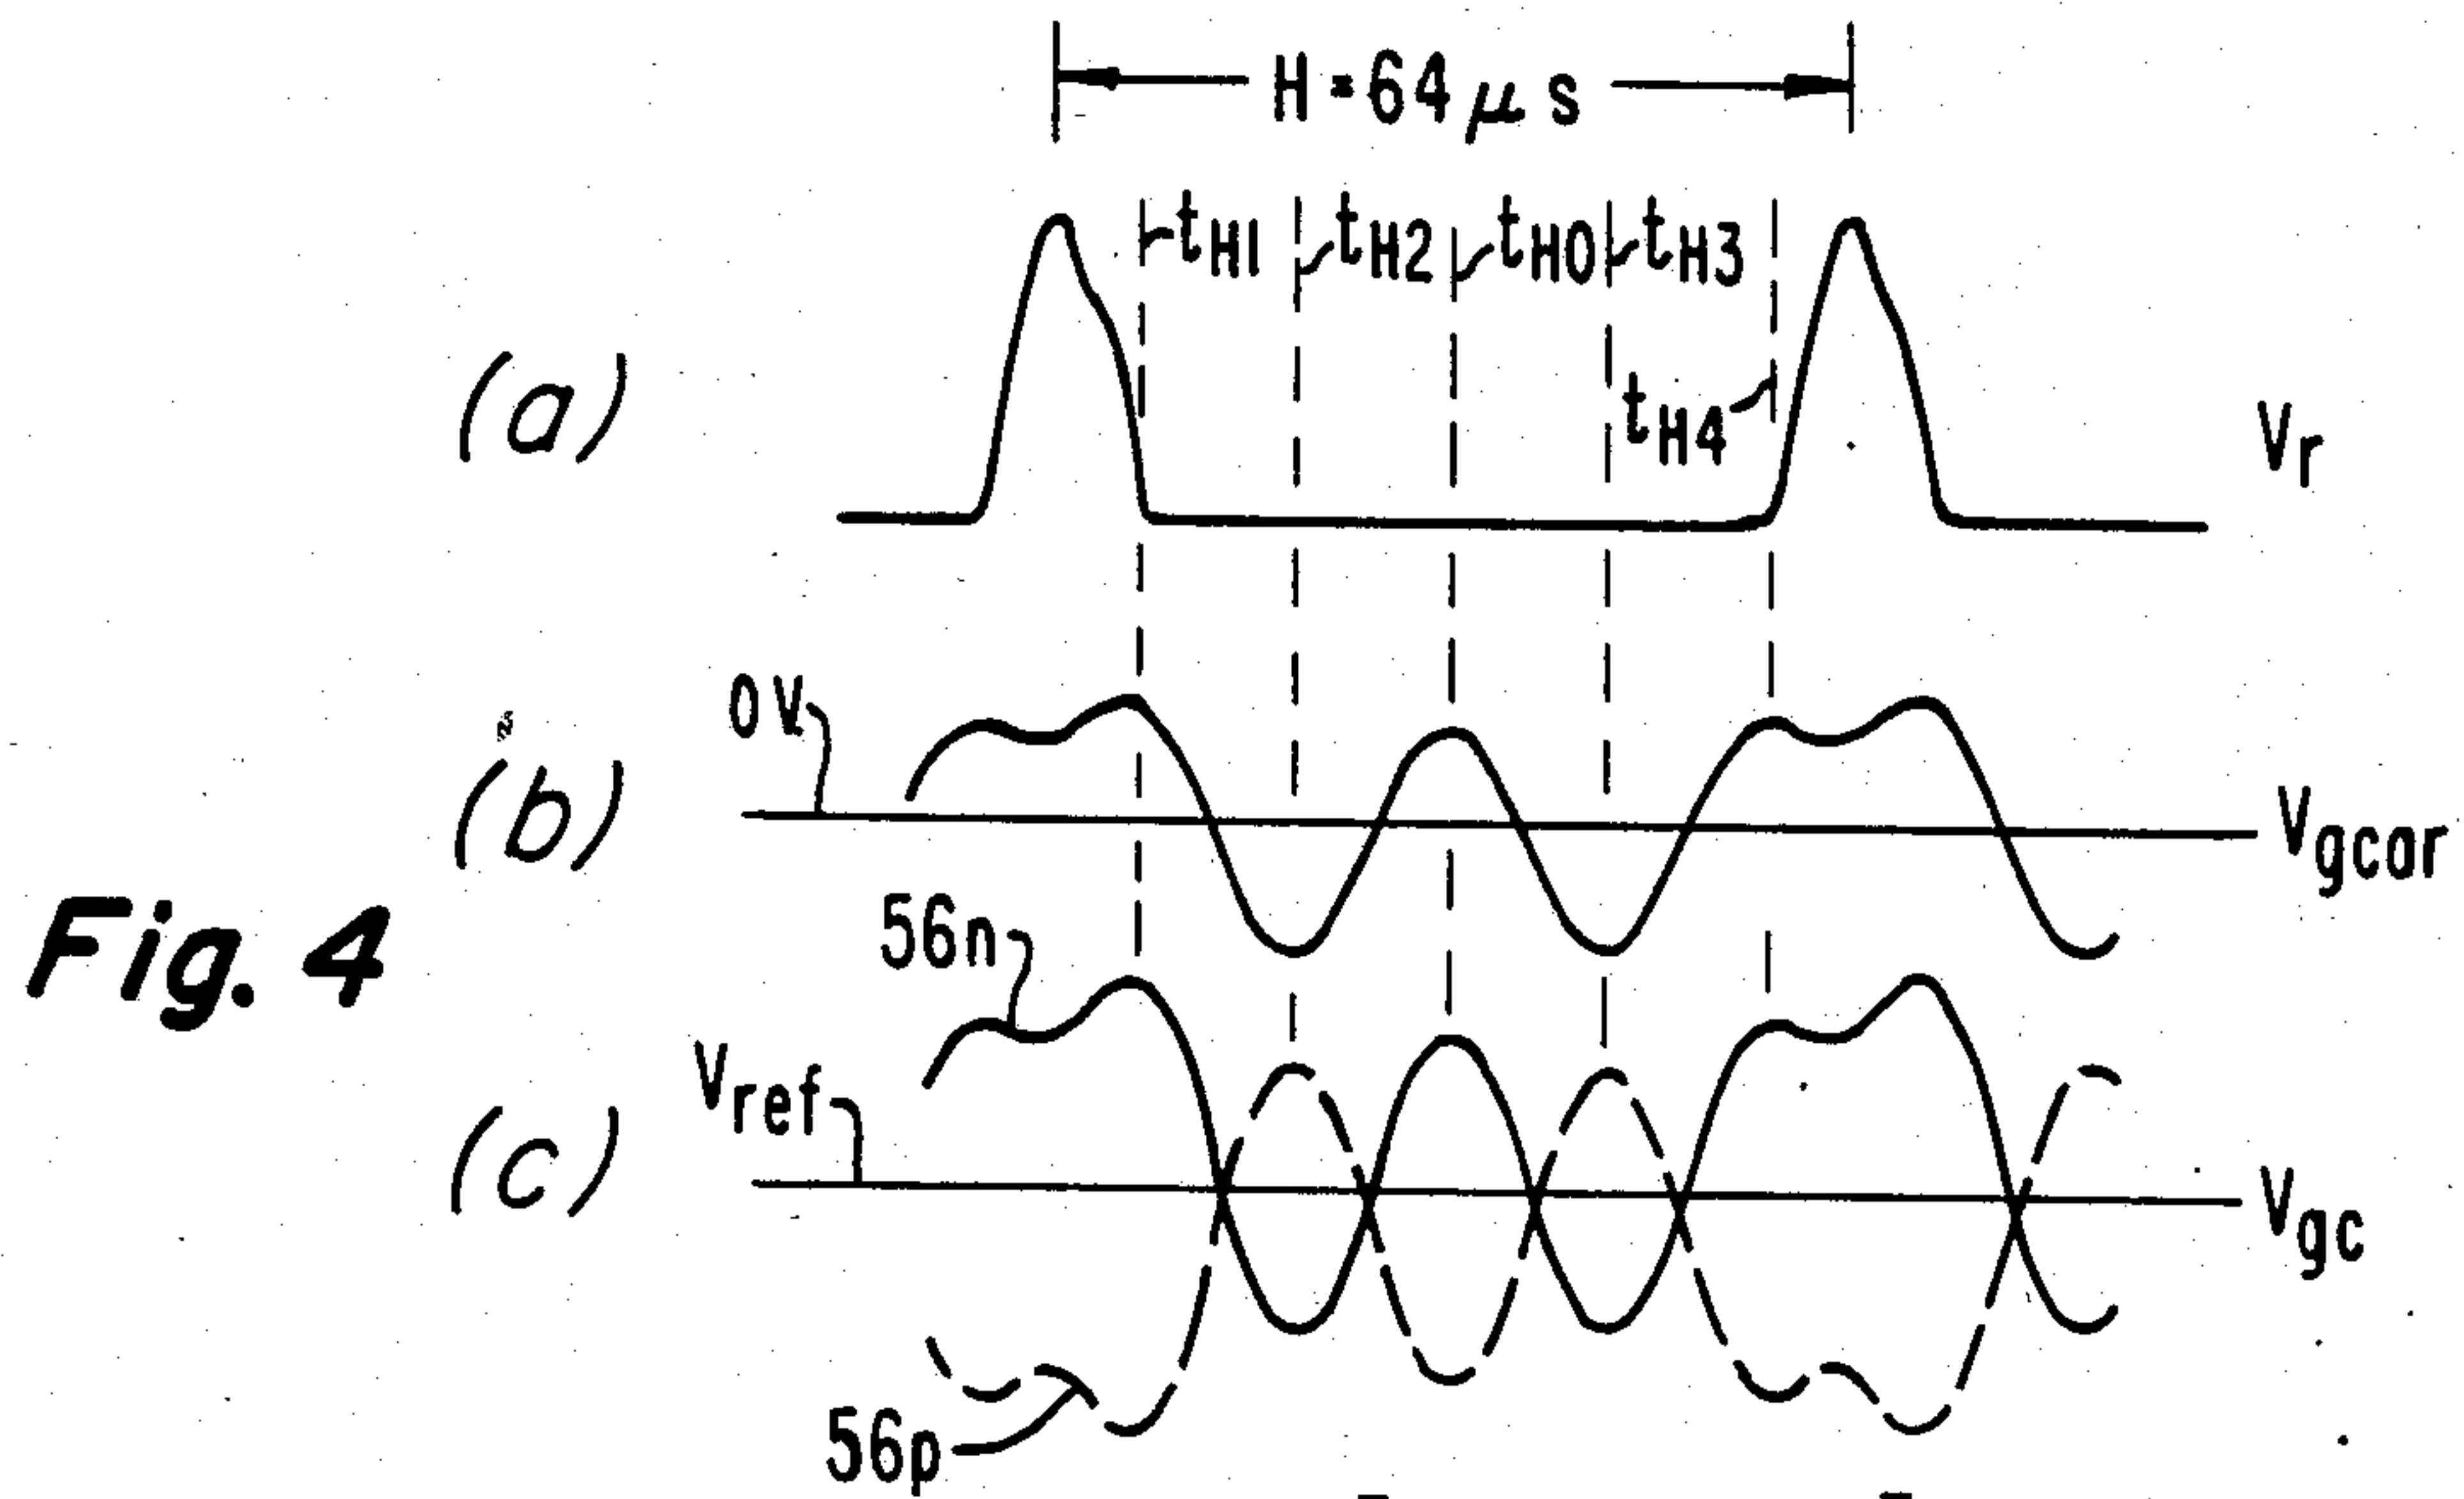 H=64μs
tH1
tH2
tH0
tH3
tH4
(a)
Vr
0V
(b)
Vgcor
Fig. 4
56n
Vref
(c)
Vgc
56p